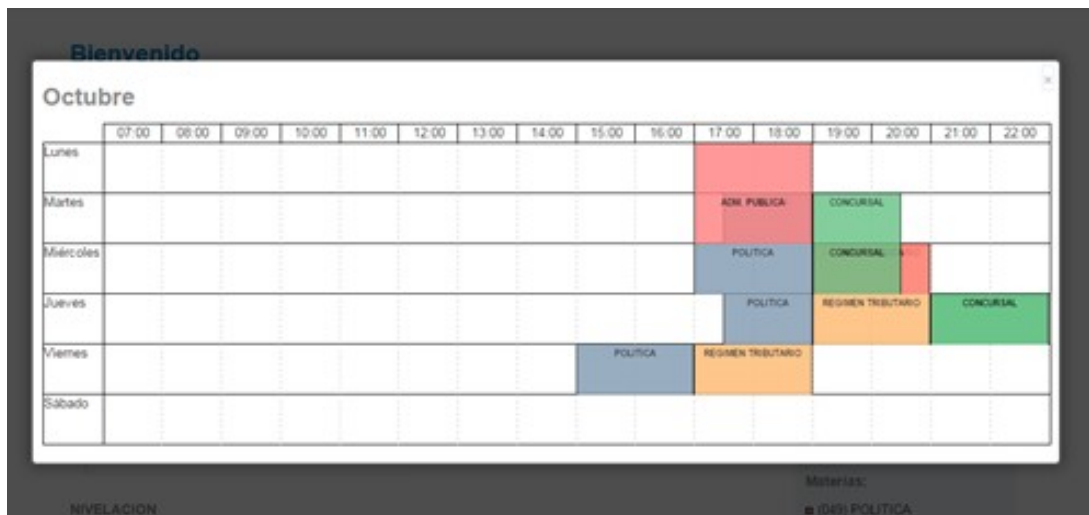 Bienvenido
Octubre
07:00 08:00 09:00 10:00 11:00 12:00 13:00 14:00 15:00 16:00 17:00 18:00 19:00 20:00 21:00 22:00
Lunes
Martes ADM. PUBLICA CONCURSAL
Miércoles POLITICA CONCURSAL
Jueves POLITICA REGIMEN TRIBUTARIO CONCURSAL
Viernes POLITICA REGIMEN TRIBUTARIO
Sábado
Materias:
NIVELACION (049) POLITICA